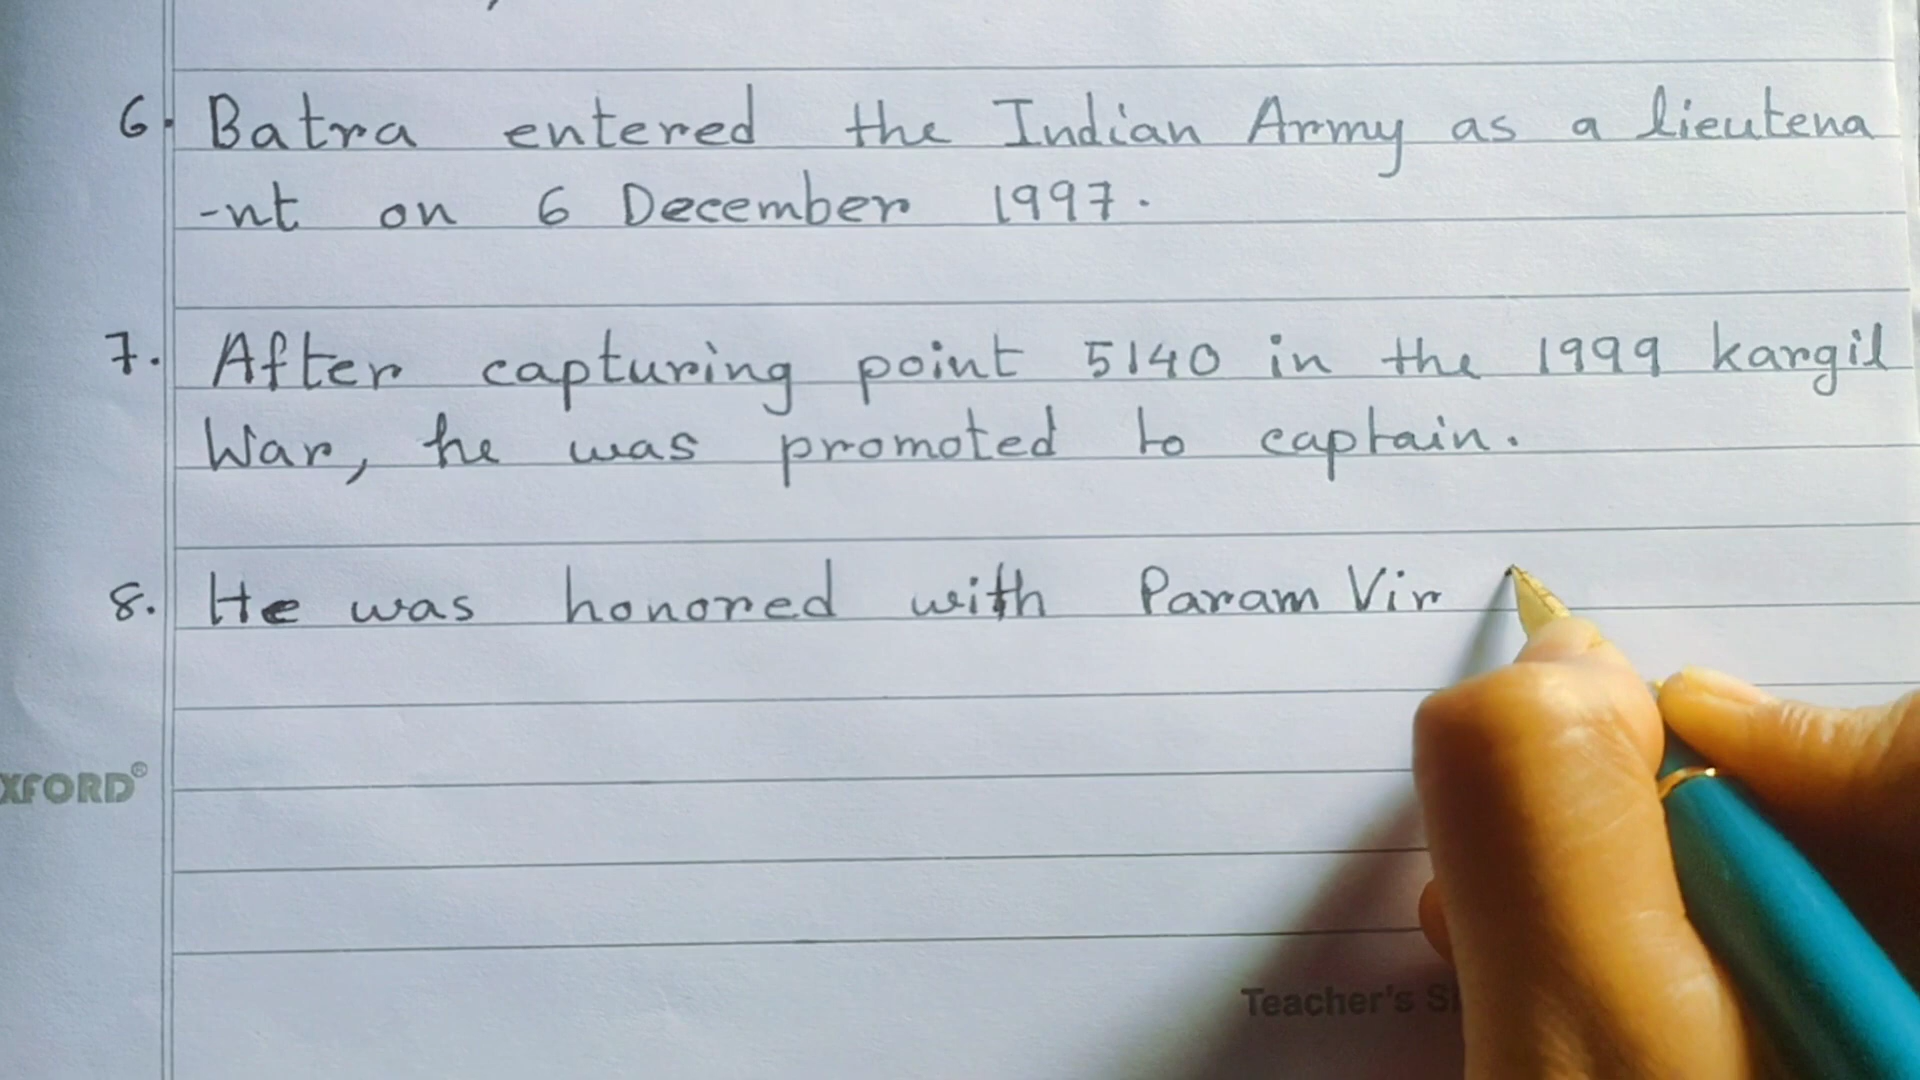 6. Batra entered the Indian Army as a lieutena
-nt on 6 December 1997.
7. After capturing point 5140 in the 1999 kargil
War, he was promoted to captain.
8. He was honored with Param Vir
XFORD®
Teacher's